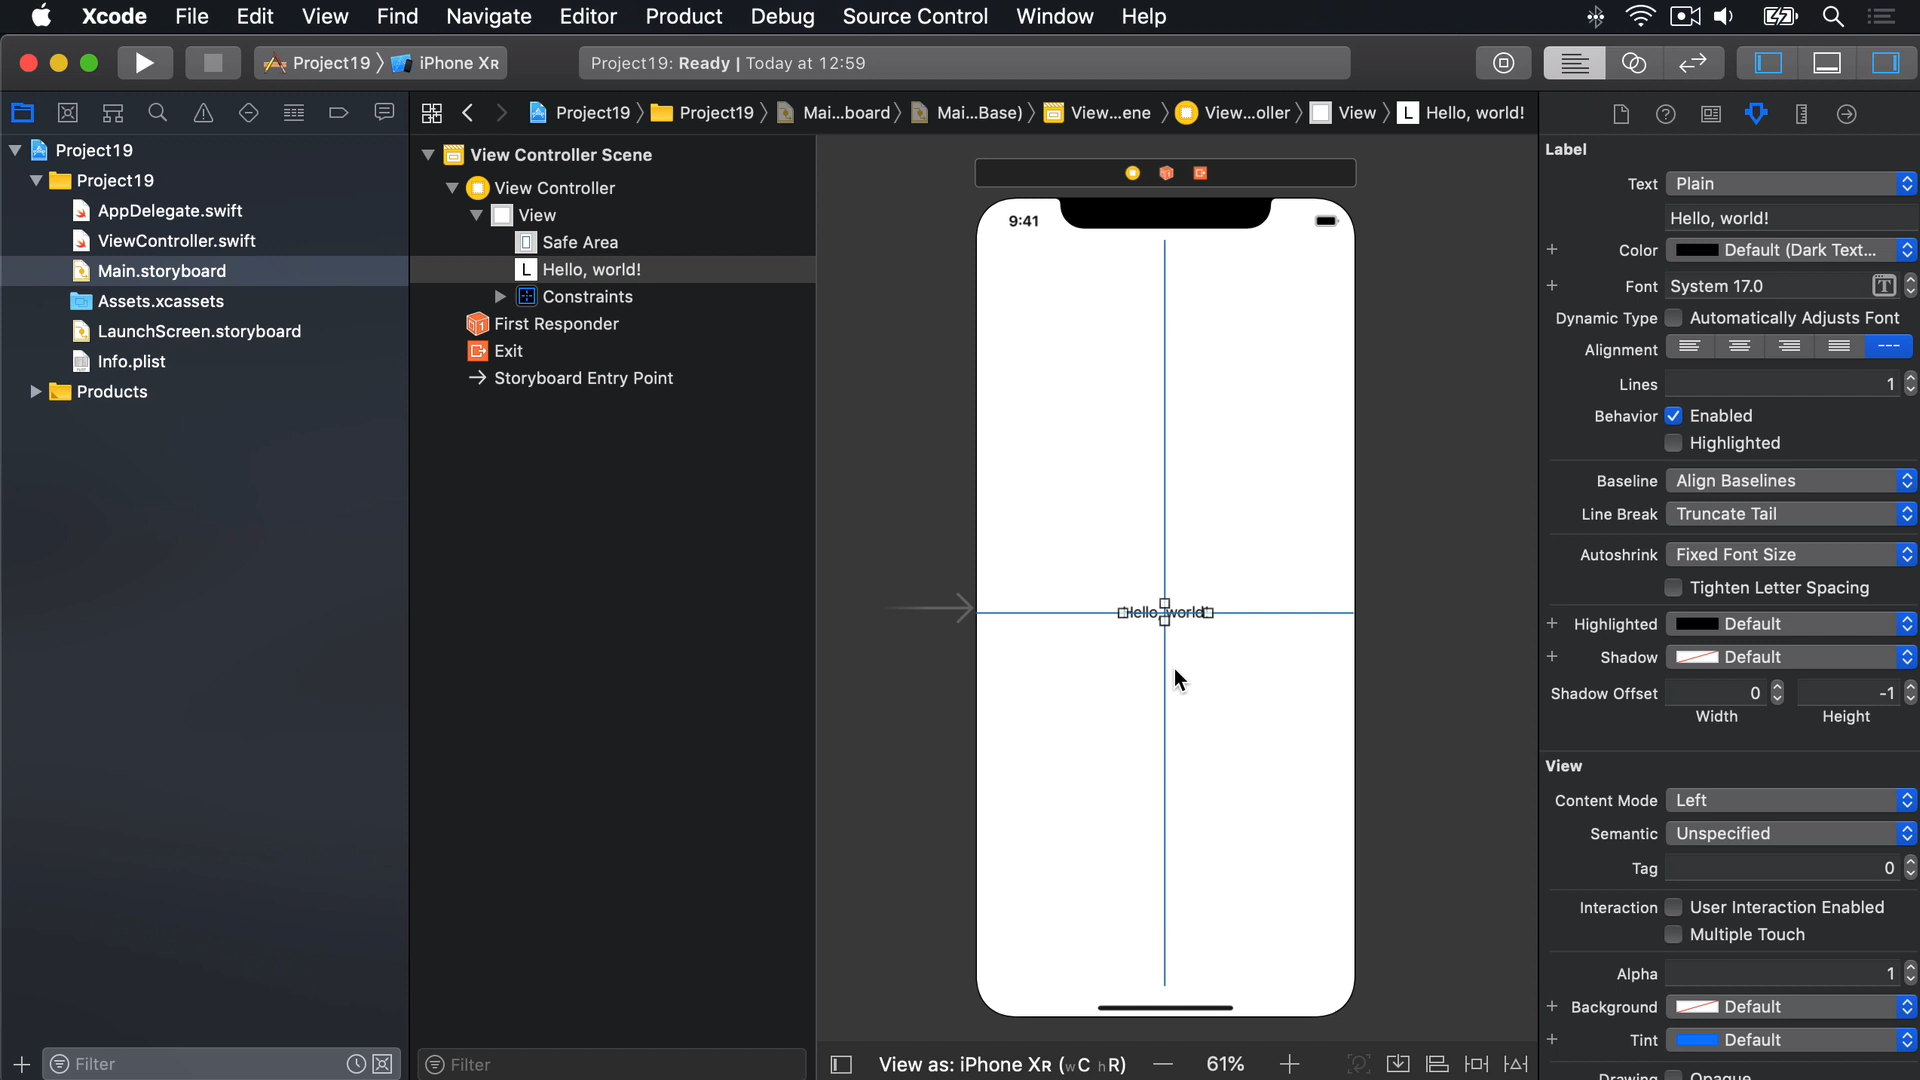 Xcode File Edit View Find Navigate Editor Product Debug Source Control Window Help
Project19 iPhone XR
Project19: Ready | Today at 12:59
Project19 Project19 Mai...board Mai...Base) View...ene View...oller View L Hello, world!
Project19
Project19
AppDelegate.swift
ViewController.swift
Main.storyboard
Assets.xcassets
LaunchScreen.storyboard
Info.plist
Products
Filter
View Controller Scene
View Controller
View
Safe Area
L Hello, world!
Constraints
First Responder
Exit
Storyboard Entry Point
Filter
9:41
Hello, world!
View as: iPhone XR (wC hR)
61%
Label
Text Plain
Hello, world!
Color Default (Dark Text...
Font System 17.0
Dynamic Type Automatically Adjusts Font
Alignment
Lines 1
Behavior Enabled
Highlighted
Baseline Align Baselines
Line Break Truncate Tail
Autoshrink Fixed Font Size
Tighten Letter Spacing
Highlighted Default
Shadow Default
Shadow Offset 0 -1
Width Height
View
Content Mode Left
Semantic Unspecified
Tag 0
Interaction User Interaction Enabled
Multiple Touch
Alpha 1
Background Default
Tint Default
Drawing Opaque